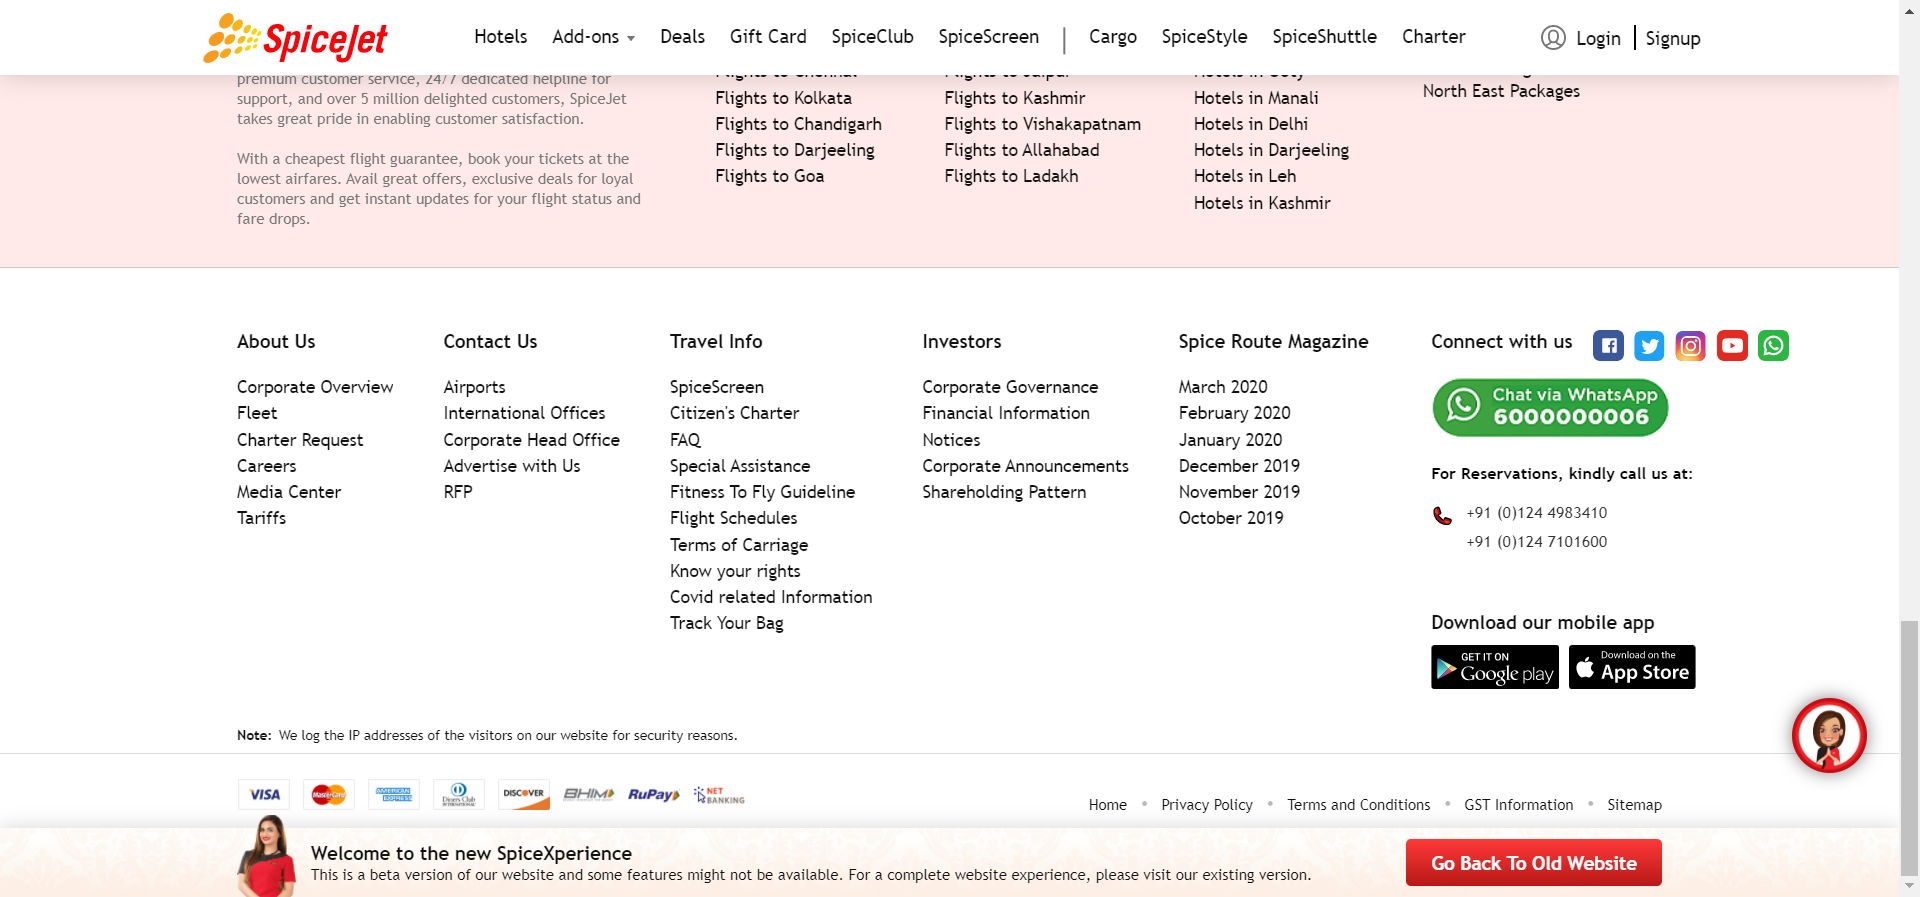 SpiceJet
Hotels
Add-ons
Deals
Gift Card
SpiceClub
SpiceScreen
Cargo
SpiceStyle
SpiceShuttle
Charter
Login
Signup
premium customer service, 24/7 dedicated helpline for
support, and over 5 million delighted customers, SpiceJet
takes great pride in enabling customer satisfaction.
With a cheapest flight guarantee, book your tickets at the
lowest airfares. Avail great offers, exclusive deals for loyal
customers and get instant updates for your flight status and
fare drops.
Flights to Chennai
Flights to Kolkata
Flights to Chandigarh
Flights to Darjeeling
Flights to Goa
Flights to Jaipur
Flights to Kashmir
Flights to Vishakapatnam
Flights to Allahabad
Flights to Ladakh
Hotels in Ooty
Hotels in Manali
Hotels in Delhi
Hotels in Darjeeling
Hotels in Leh
Hotels in Kashmir
North East Packages
About Us
Corporate Overview
Fleet
Charter Request
Careers
Media Center
Tariffs
Contact Us
Airports
International Offices
Corporate Head Office
Advertise with Us
RFP
Travel Info
SpiceScreen
Citizen's Charter
FAQ
Special Assistance
Fitness To Fly Guideline
Flight Schedules
Terms of Carriage
Know your rights
Covid related Information
Track Your Bag
Investors
Corporate Governance
Financial Information
Notices
Corporate Announcements
Shareholding Pattern
Spice Route Magazine
March 2020
February 2020
January 2020
December 2019
November 2019
October 2019
Connect with us
Chat via WhatsApp
6000000006
For Reservations, kindly call us at:
+91 (0)124 4983410
+91 (0)124 7101600
Download our mobile app
GET IT ON
Google play
Download on the
App Store
Note: We log the IP addresses of the visitors on our website for security reasons.
VISA
MasterCard
AMERICAN EXPRESS
Diners Club
INTERNATIONAL
DISCOVER
BHIM
RuPay
NET
BANKING
Home • Privacy Policy • Terms and Conditions • GST Information • Sitemap
Welcome to the new SpiceXperience
This is a beta version of our website and some features might not be available. For a complete website experience, please visit our existing version.
Go Back To Old Website